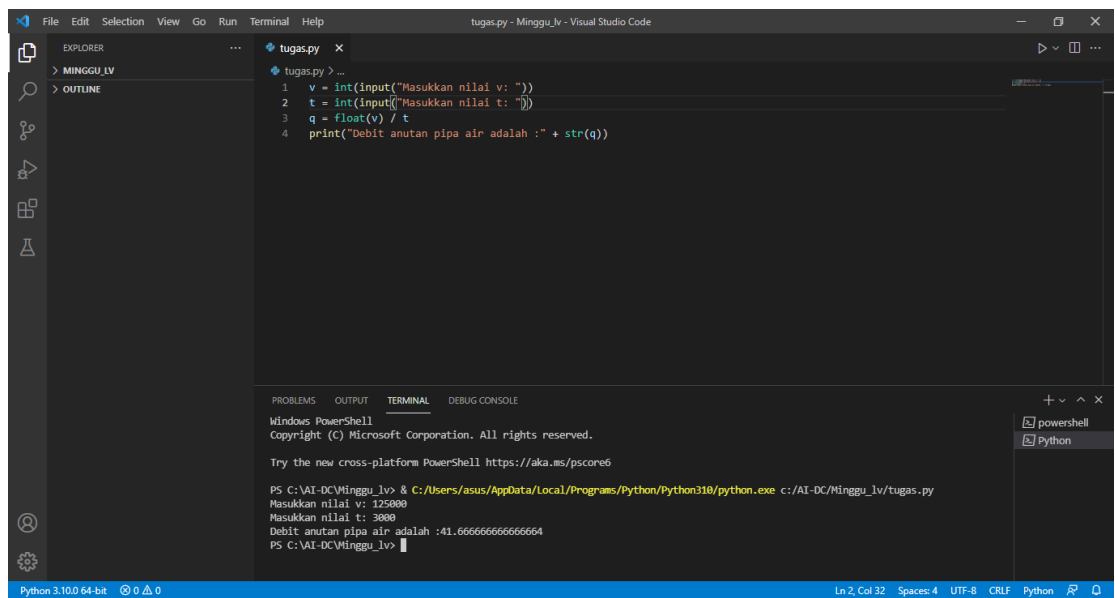 File Edit Selection View Go Run Terminal Help tugas.py - Minggu_lv - Visual Studio Code
EXPLORER
MINGGU_LV
OUTLINE
tugas.py
tugas.py > ...
1 v = int(input("Masukkan nilai v: "))
2 t = int(input("Masukkan nilai t: "))
3 q = float(v) / t
4 print("Debit anutan pipa air adalah :" + str(q))
PROBLEMS OUTPUT TERMINAL DEBUG CONSOLE
powershell
Python
Windows PowerShell
Copyright (C) Microsoft Corporation. All rights reserved.
Try the new cross-platform PowerShell https://aka.ms/pscore6
PS C:\AI-DC\Minggu_lv> & C:/Users/asus/AppData/Local/Programs/Python/Python310/python.exe c:/AI-DC/Minggu_lv/tugas.py
Masukkan nilai v: 125000
Masukkan nilai t: 3000
Debit anutan pipa air adalah :41.666666666666664
PS C:\AI-DC\Minggu_lv>
Python 3.10.0 64-bit 0 0 Ln 2, Col 32 Spaces: 4 UTF-8 CRLF Python